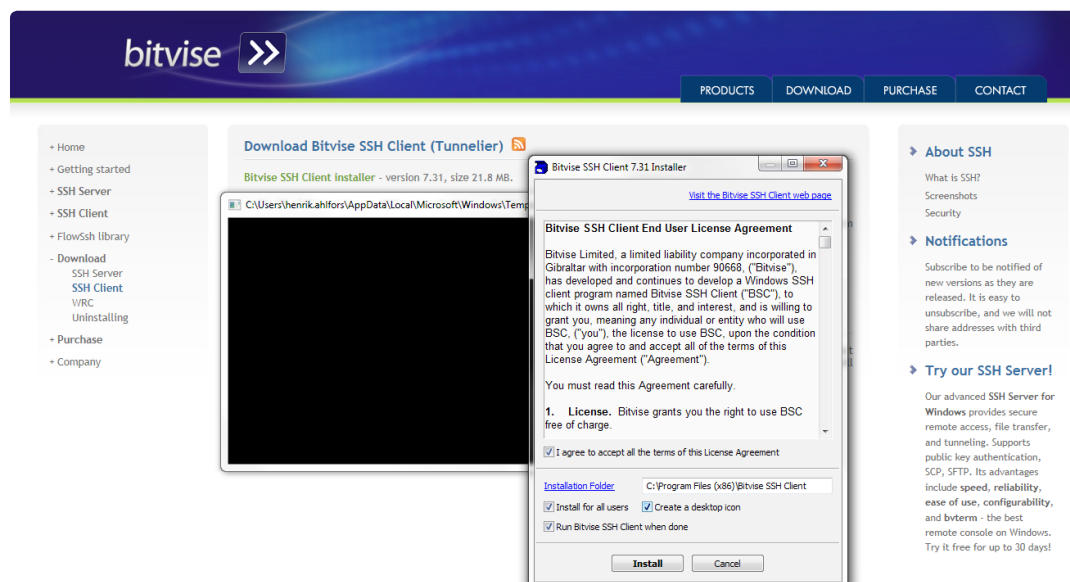 bitvise
PRODUCTS
DOWNLOAD
PURCHASE
CONTACT
+ Home
+ Getting started
+ SSH Server
+ SSH Client
+ FlowSsh library
- Download
SSH Server
SSH Client
WRC
Uninstalling
+ Purchase
+ Company
Download Bitvise SSH Client (Tunnelier)
Bitvise SSH Client installer - version 7.31, size 21.8 MB.
C:\Users\henrik.ahlfors\AppData\Local\Microsoft\Windows\Temp
Bitvise SSH Client 7.31 Installer
Visit the Bitvise SSH Client web page
Bitvise SSH Client End User License Agreement
Bitvise Limited, a limited liability company incorporated in
Gibraltar with incorporation number 90668, ("Bitvise"),
has developed and continues to develop a Windows SSH
client program named Bitvise SSH Client ("BSC"), to
which it owns all right, title, and interest, and is willing to
grant you, meaning any individual or entity who will use
BSC, ("you"), the license to use BSC, upon the condition
that you agree to and accept all of the terms of this
License Agreement ("Agreement").
You must read this Agreement carefully.
1. License. Bitvise grants you the right to use BSC
free of charge.
I agree to accept all the terms of this License Agreement
Installation Folder
C:\Program Files (x86)\Bitvise SSH Client
Install for all users
Create a desktop icon
Run Bitvise SSH Client when done
Install
Cancel
About SSH
What is SSH?
Screenshots
Security
Notifications
Subscribe to be notified of
new versions as they are
released. It is easy to
unsubscribe, and we will not
share addresses with third
parties.
Try our SSH Server!
Our advanced SSH Server for
Windows provides secure
remote access, file transfer,
and tunneling. Supports
public key authentication,
SCP, SFTP. Its advantages
include speed, reliability,
ease of use, configurability,
and bvterm - the best
remote console on Windows.
Try it free for up to 30 days!